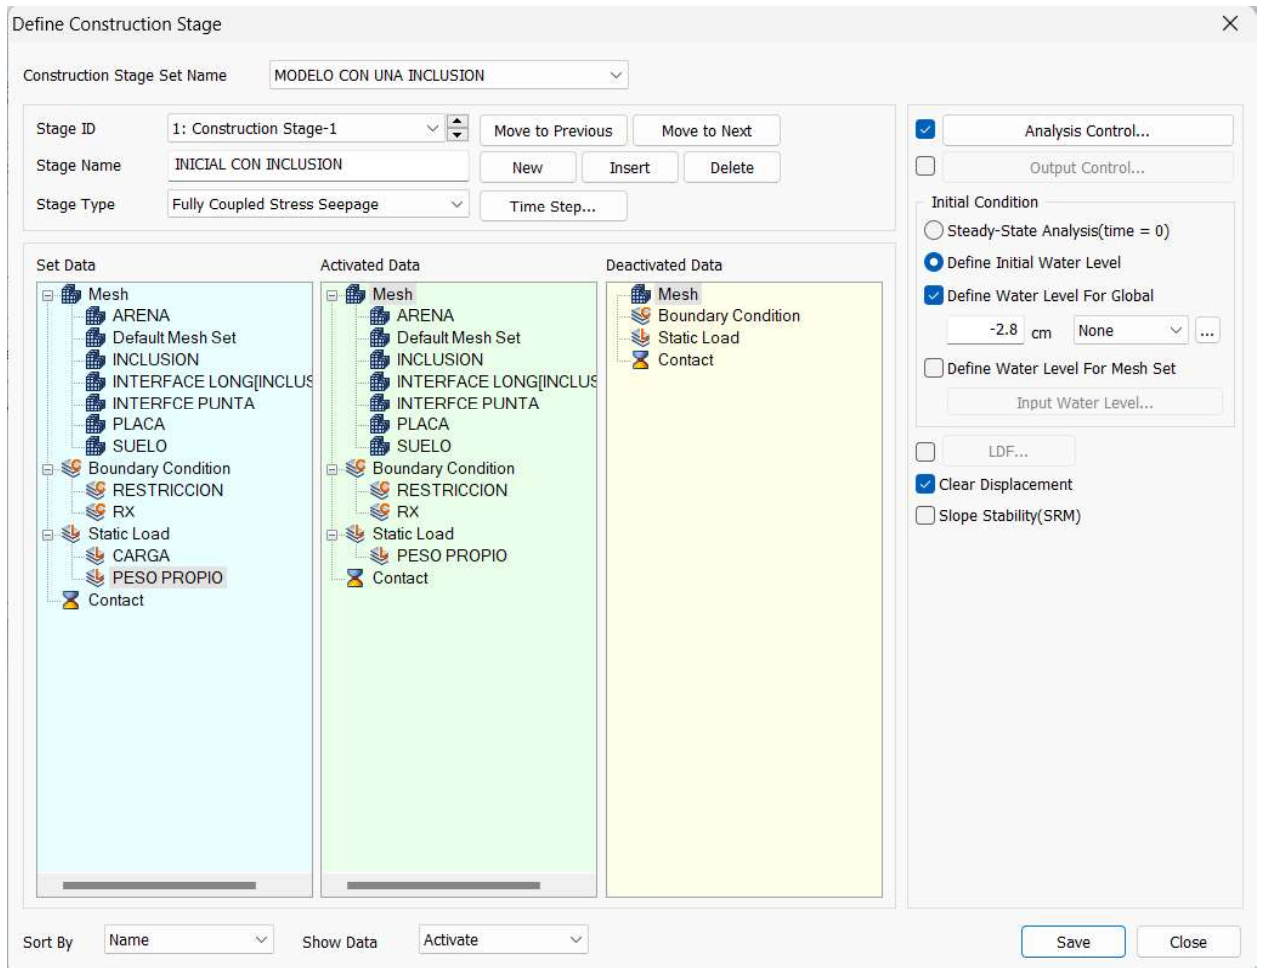 Define Construction Stage
Construction Stage Set Name MODELO CON UNA INCLUSION
Stage ID 1: Construction Stage-1 Move to Previous Move to Next
Stage Name INICIAL CON INCLUSION New Insert Delete
Stage Type Fully Coupled Stress Seepage Time Step...
Set Data
Mesh
ARENA
Default Mesh Set
INCLUSION
INTERFACE LONG[INCLUS
INTERFCE PUNTA
PLACA
SUELO
Boundary Condition
RESTRICCION
RX
Static Load
CARGA
PESO PROPIO
Contact
Activated Data
Mesh
ARENA
Default Mesh Set
INCLUSION
INTERFACE LONG[INCLUS
INTERFCE PUNTA
PLACA
SUELO
Boundary Condition
RESTRICCION
RX
Static Load
PESO PROPIO
Contact
Deactivated Data
Mesh
Boundary Condition
Static Load
Contact
Analysis Control...
Output Control...
Initial Condition
Steady-State Analysis(time = 0)
Define Initial Water Level
Define Water Level For Global
-2.8 cm None ...
Define Water Level For Mesh Set
Input Water Level...
LDF...
Clear Displacement
Slope Stability(SRM)
Sort By Name Show Data Activate Save Close